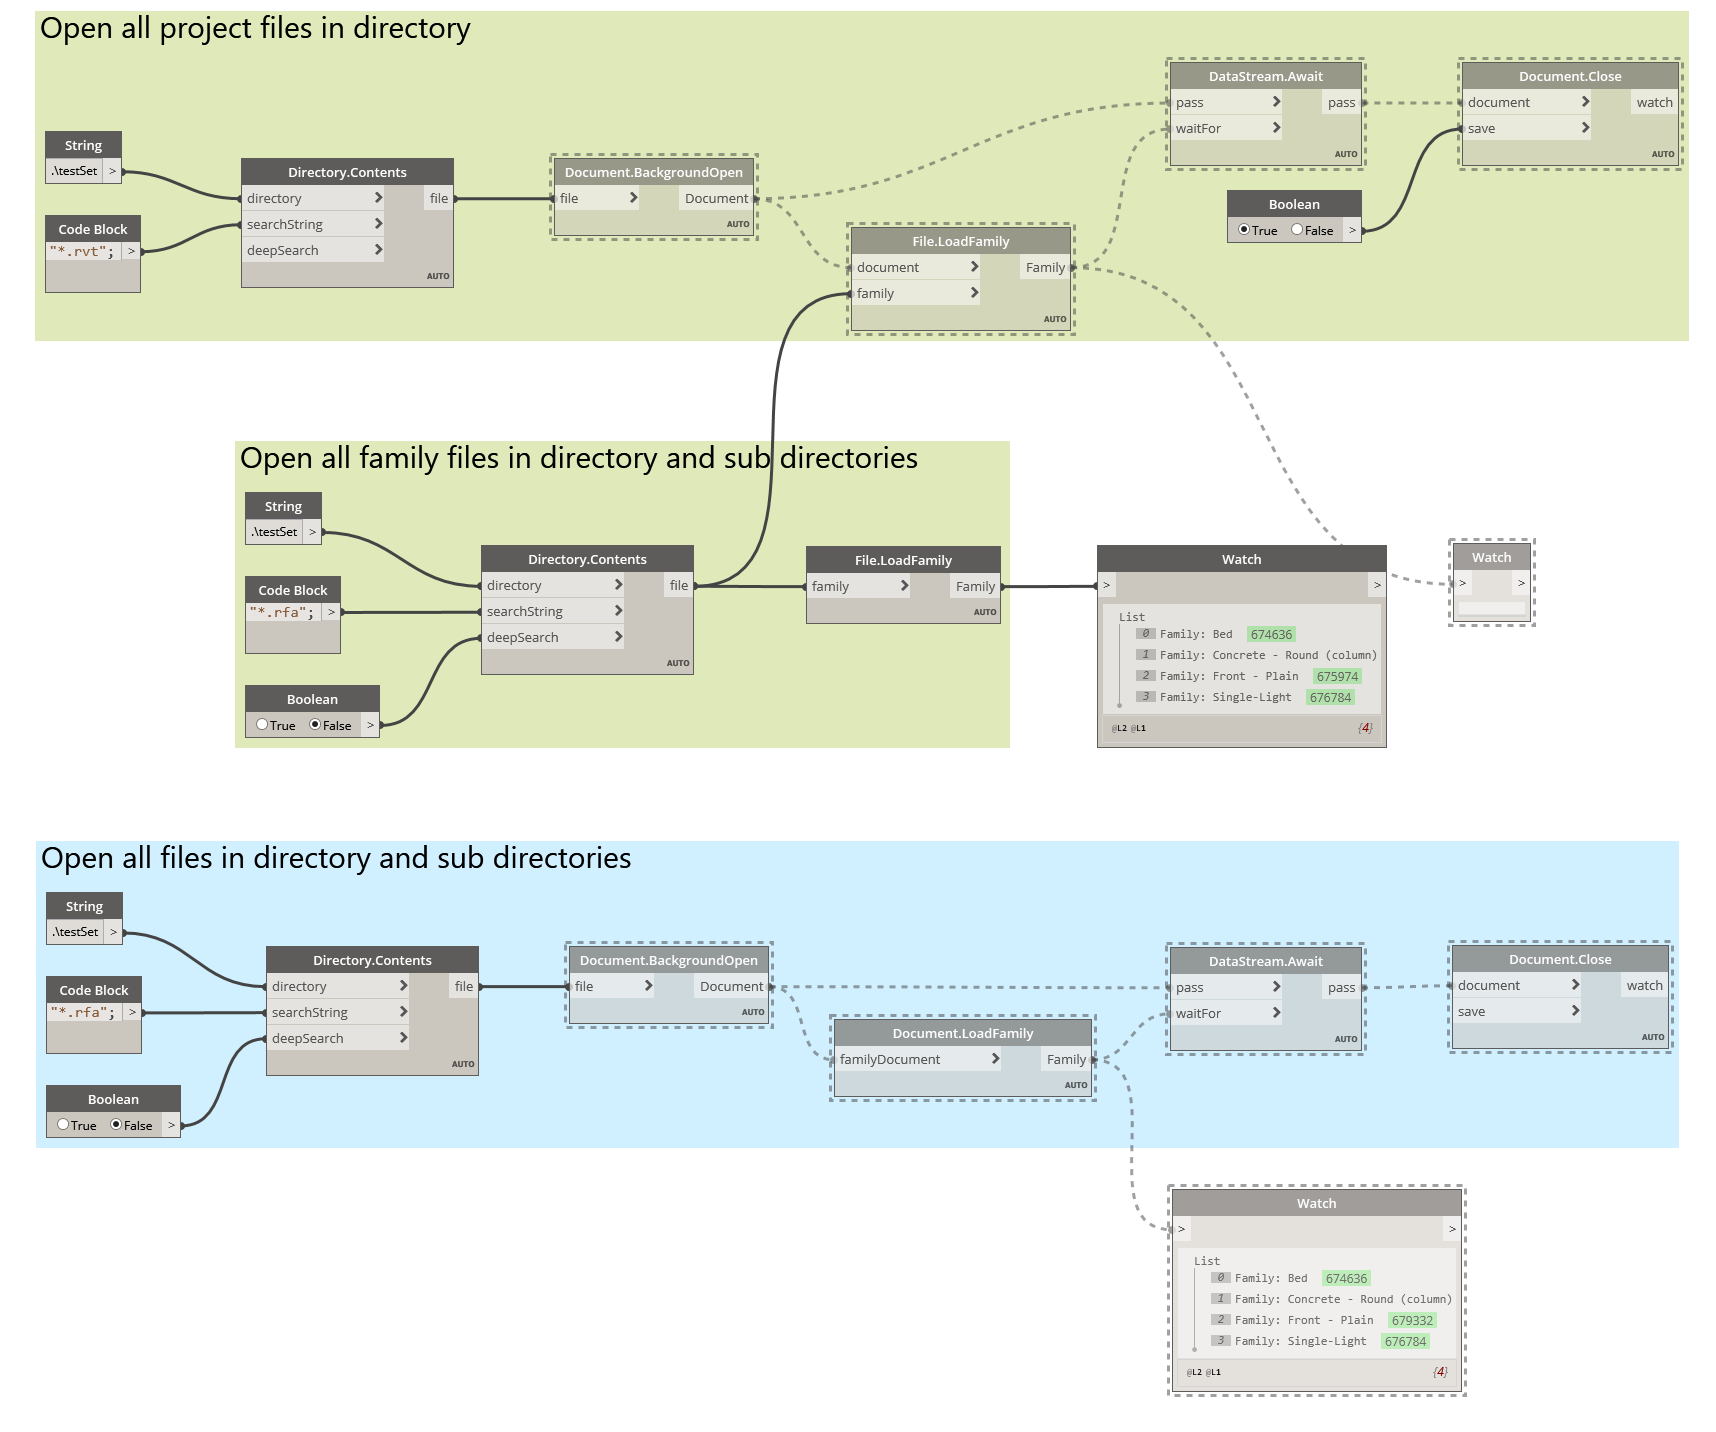 Open all project files in directory
String
.\testSet >
Code Block
"*.rvt"; >
Directory.Contents
directory file
searchString
deepSearch
AUTO
Document.BackgroundOpen
file Document
AUTO
File.LoadFamily
document Family
family
AUTO
DataStream.Await
pass pass
waitFor
AUTO
Boolean
True False >
Document.Close
document watch
save
AUTO
Open all family files in directory and sub directories
String
.\testSet >
Code Block
"*.rfa"; >
Boolean
True False >
Directory.Contents
directory file
searchString
deepSearch
AUTO
File.LoadFamily
family Family
AUTO
Watch
> >
List
0 Family: Bed 674636
1 Family: Concrete - Round (column)
2 Family: Front - Plain 675974
3 Family: Single-Light 676784
@L2 @L1 {4}
Watch
> >
Open all files in directory and sub directories
String
.\testSet >
Code Block
"*.rfa"; >
Boolean
True False >
Directory.Contents
directory file
searchString
deepSearch
AUTO
Document.BackgroundOpen
file Document
AUTO
Document.LoadFamily
familyDocument Family
AUTO
DataStream.Await
pass pass
waitFor
AUTO
Document.Close
document watch
save
AUTO
Watch
> >
List
0 Family: Bed 674636
1 Family: Concrete - Round (column)
2 Family: Front - Plain 679332
3 Family: Single-Light 676784
@L2 @L1 {4}